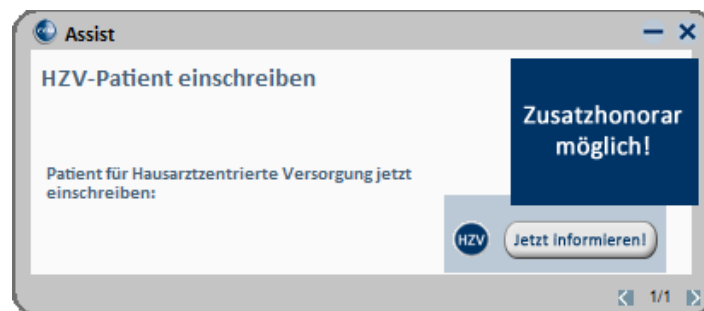 Assist
HZV-Patient einschreiben
Zusatzhonorar
möglich!
Patient für Hausarztzentrierte Versorgung jetzt
einschreiben:
HZV
Jetzt informieren!
1/1